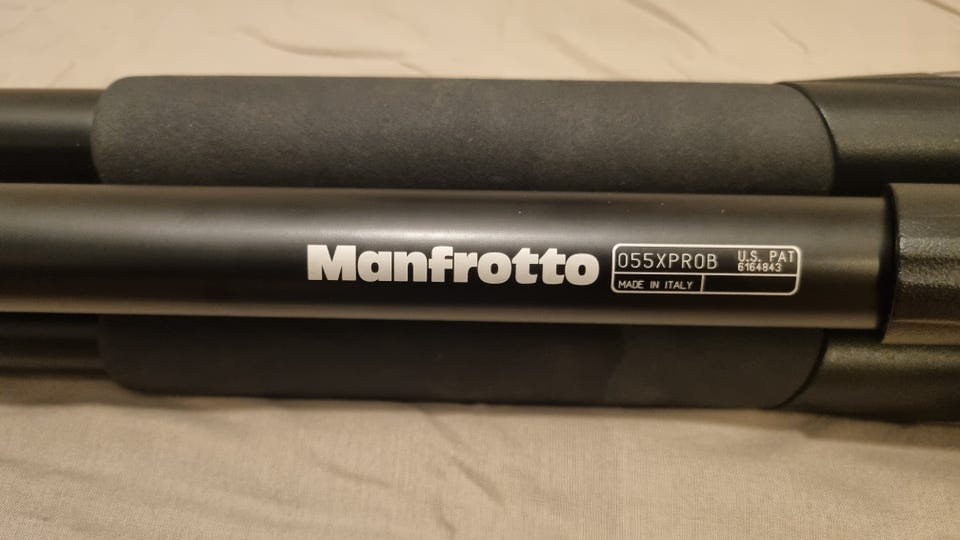 Manfrotto
055XPROB
U.S. PAT
6164843
MADE IN ITALY